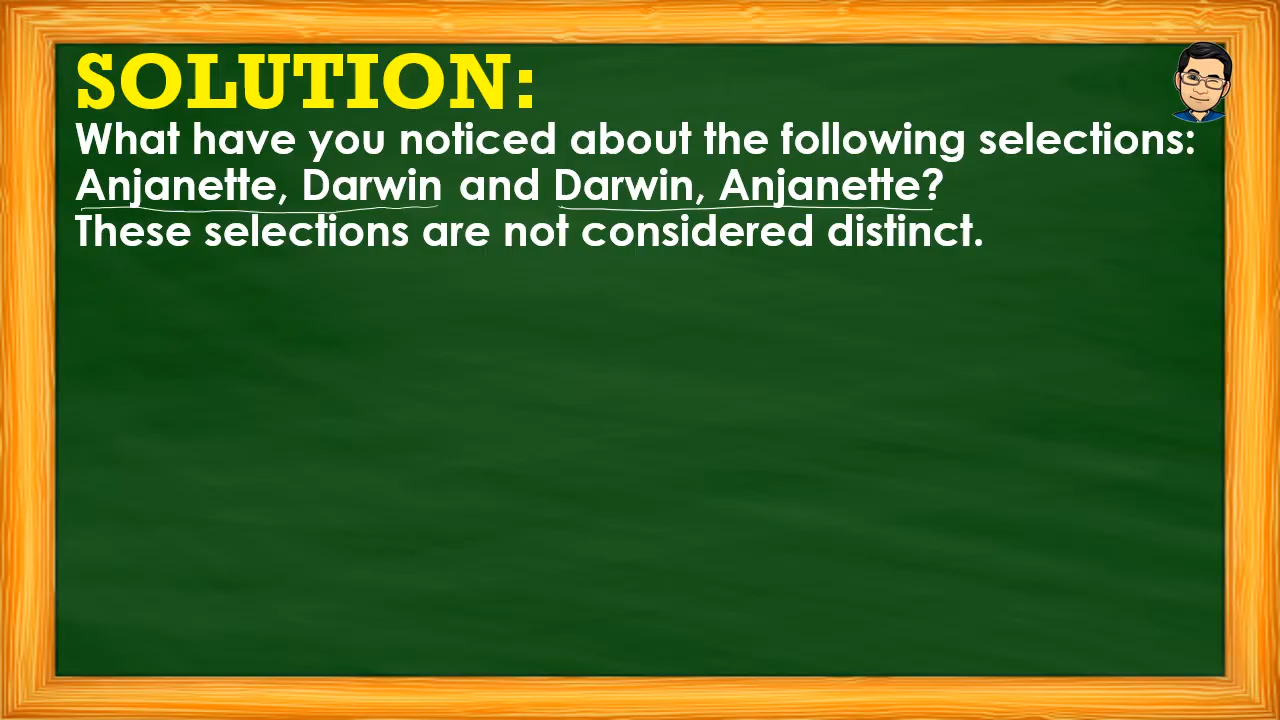 SOLUTION:
What have you noticed about the following selections:
Anjanette, Darwin and Darwin, Anjanette?
These selections are not considered distinct.